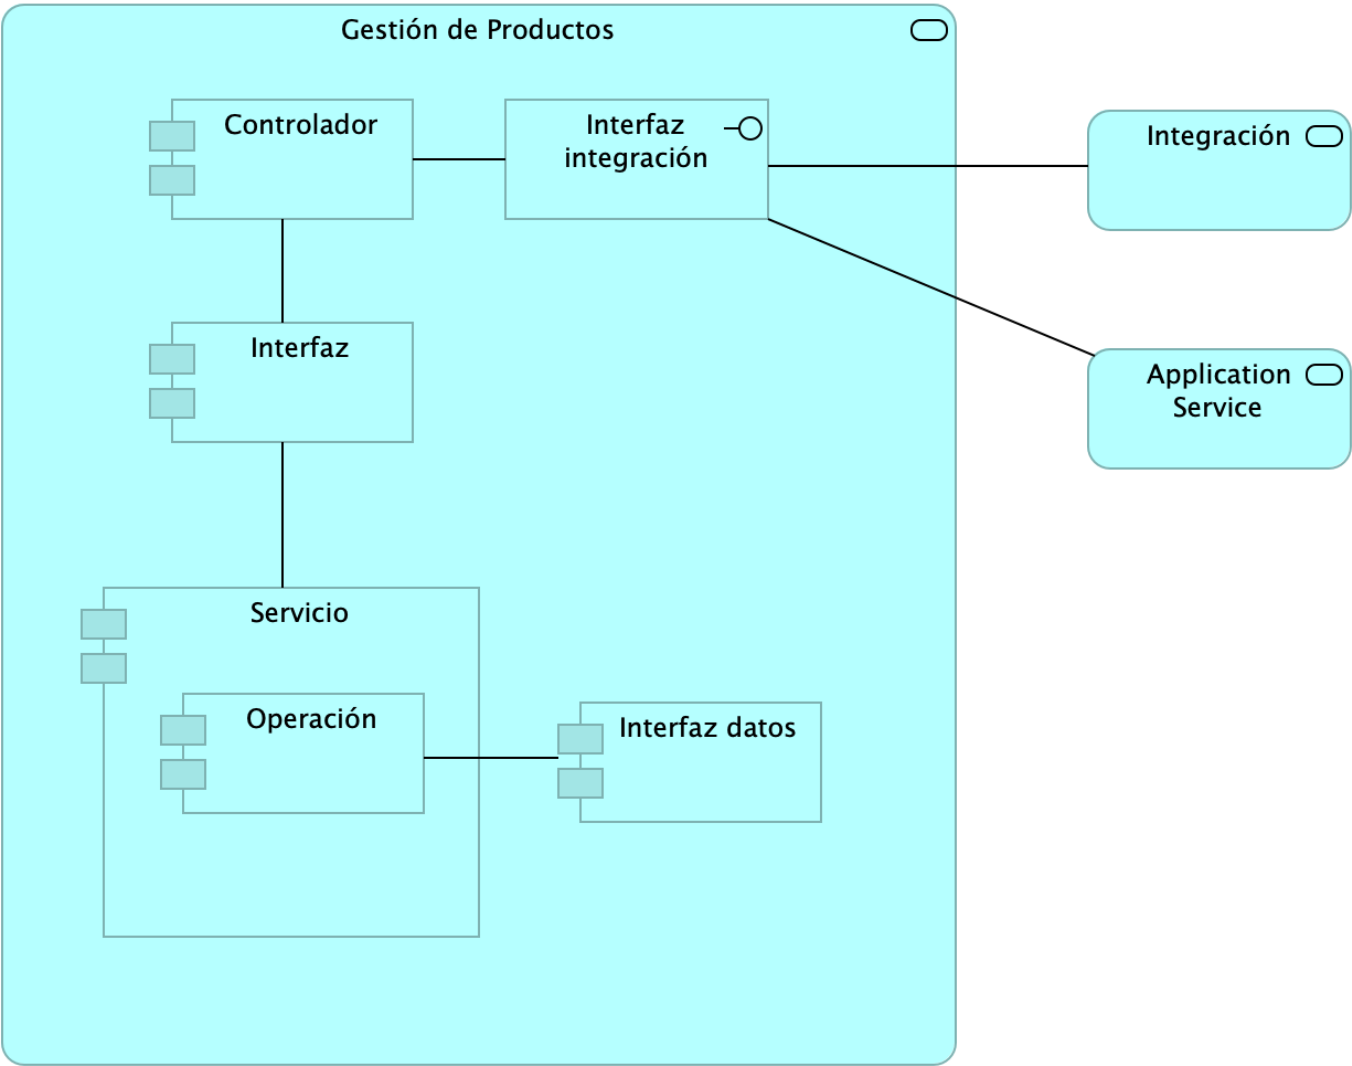 Gestión de Productos
Controlador
Interfaz
integración
Integración
Interfaz
Application
Service
Servicio
Operación
Interfaz datos